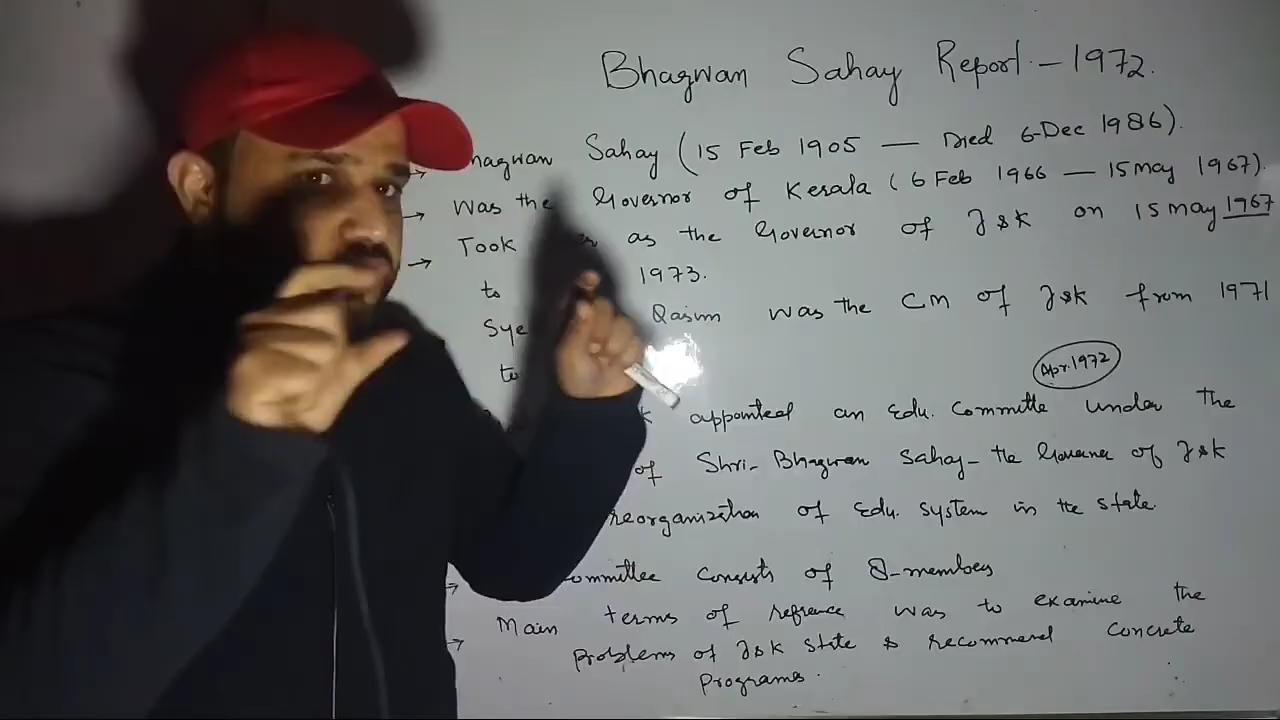 Bhagwan Sahay Report - 1972.
→ hagwan Sahay (15 Feb 1905 — Died 6-Dec 1986).
→ Was the Governor of Kerala (6 Feb 1966 — 15 May 1967)
→ Took as the Governor of J&k on 15 May 1967
to 1973.
Sye Qasim was the CM of J&k from 1971
to
Apr. 1972
k appointed an Edu. Committe under the
of Shri- Bhagwan Sahay- the Governer of J&k
reorganization of Edu. system in the state.
→ ommittee Consists of 8-members
→ Main terms of refrence was to examine the
problems of J&k state & recommend concrete
Programs.